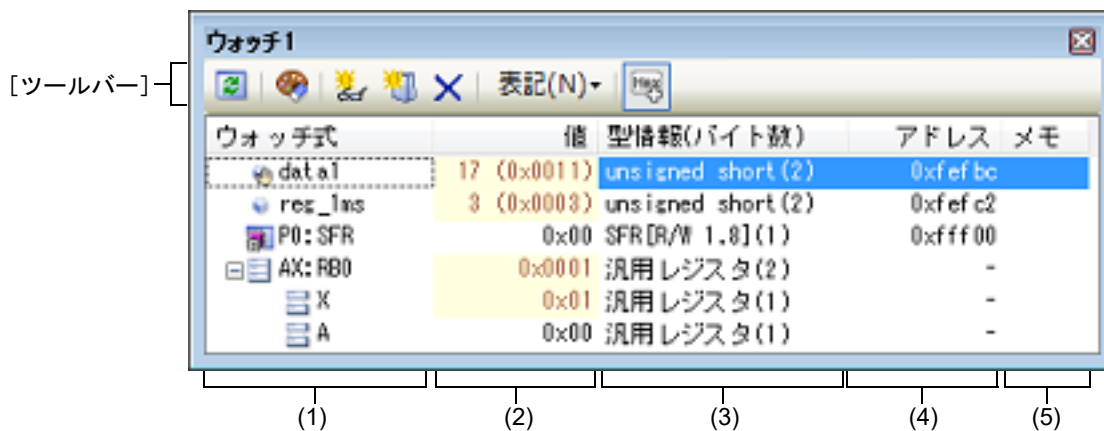 ウォッチ1
[ツールバー]
表記(N)
Hex
ウォッチ式 値 型情報(バイト数) アドレス メモ
data1 17 (0x0011) unsigned short(2) 0xfefbc
reg_1ms 3 (0x0003) unsigned short(2) 0xfefc2
P0:SFR 0x00 SFR[R/W 1.8](1) 0xfff00
AX:RB0 0x0001 汎用レジスタ(2) -
X 0x01 汎用レジスタ(1) -
A 0x00 汎用レジスタ(1) -
(1) (2) (3) (4) (5)